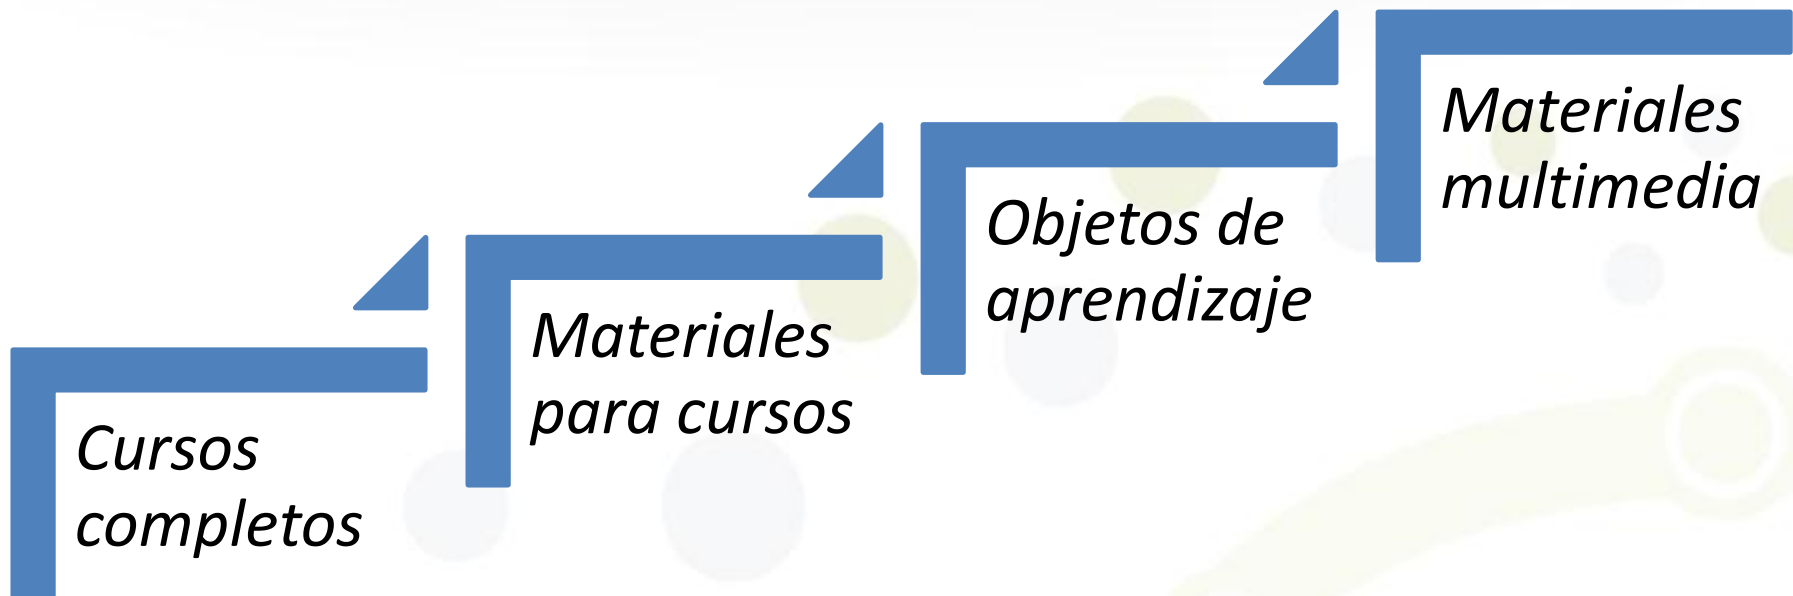 Cursos
completos
Materiales
para cursos
Objetos de
aprendizaje
Materiales
multimedia